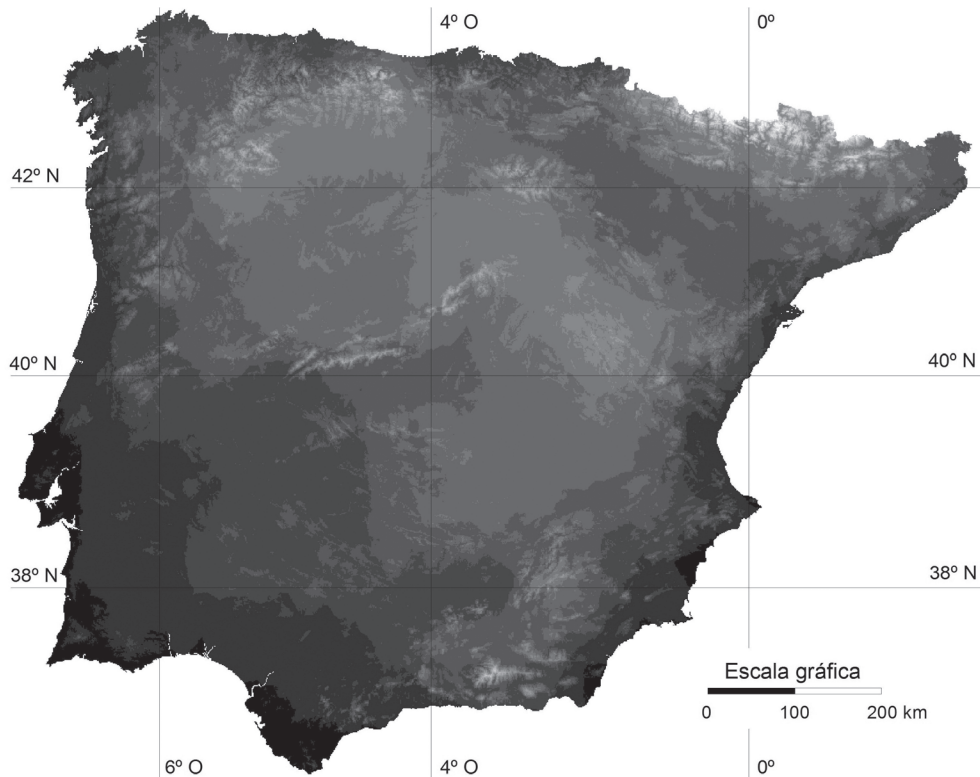 4º O
0º
42º N
40º N
40º N
38º N
38º N
Escala gráfica
0 100 200 km
6º O
4º O
0º